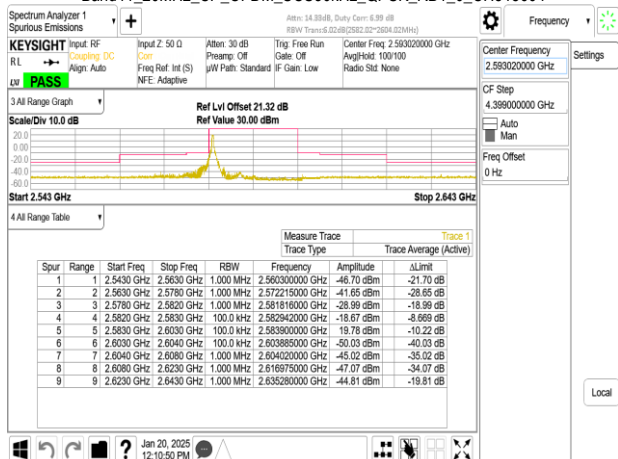 Spectrum Analyzer 1
Spurious Emissions
Attn: 14.33dB, Duty Corr: 6.99 dB
RBW Trans:6.02dB(2582.02~2604.02MHz)
Frequency
KEYSIGHT Input: RF Input Z: 50 Ω Atten: 30 dB Trig: Free Run Center Freq: 2.593020000 GHz
RL Coupling: DC Corr Preamp: Off Gate: Off Avg|Hold: 100/100
Align: Auto Freq Ref: Int (S) µW Path: Standard IF Gain: Low Radio Std: None
LXI PASS NFE: Adaptive
Center Frequency
2.593020000 GHz
Settings
CF Step
4.399000000 GHz
Auto
Man
Freq Offset
0 Hz
3 All Range Graph
Ref Lvl Offset 21.32 dB
Scale/Div 10.0 dB Ref Value 30.00 dBm
20.0
0.00
-20.0
-40.0
-60.0
Start 2.543 GHz Stop 2.643 GHz
4 All Range Table
Measure Trace Trace 1
Trace Type Trace Average (Active)
Spur Range Start Freq Stop Freq RBW Frequency Amplitude ΔLimit
1 1 2.5430 GHz 2.5630 GHz 1.000 MHz 2.560300000 GHz -46.70 dBm -21.70 dB
2 2 2.5630 GHz 2.5780 GHz 1.000 MHz 2.572215000 GHz -41.65 dBm -28.65 dB
3 3 2.5780 GHz 2.5820 GHz 1.000 MHz 2.581816000 GHz -28.99 dBm -18.99 dB
4 4 2.5820 GHz 2.5830 GHz 100.0 kHz 2.582942000 GHz -18.67 dBm -8.669 dB
5 5 2.5830 GHz 2.6030 GHz 100.0 kHz 2.583900000 GHz 19.78 dBm -10.22 dB
6 6 2.6030 GHz 2.6040 GHz 100.0 kHz 2.603885000 GHz -50.03 dBm -40.03 dB
7 7 2.6040 GHz 2.6080 GHz 1.000 MHz 2.604020000 GHz -45.02 dBm -35.02 dB
8 8 2.6080 GHz 2.6230 GHz 1.000 MHz 2.616975000 GHz -47.07 dBm -34.07 dB
9 9 2.6230 GHz 2.6430 GHz 1.000 MHz 2.635280000 GHz -44.81 dBm -19.81 dB
Local
Jan 20, 2025
12:10:50 PM